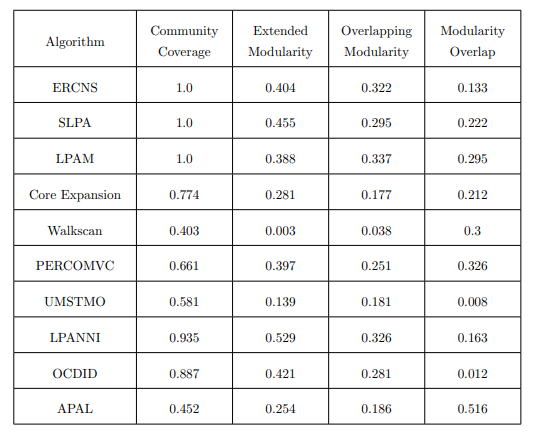 Algorithm Community Coverage Extended Modularity Overlapping Modularity Modularity Overlap
ERCNS 1.0 0.404 0.322 0.133
SLPA 1.0 0.455 0.295 0.222
LPAM 1.0 0.388 0.337 0.295
Core Expansion 0.774 0.281 0.177 0.212
Walkscan 0.403 0.003 0.038 0.3
PERCOMVC 0.661 0.397 0.251 0.326
UMSTMO 0.581 0.139 0.181 0.008
LPANNI 0.935 0.529 0.326 0.163
OCDID 0.887 0.421 0.281 0.012
APAL 0.452 0.254 0.186 0.516